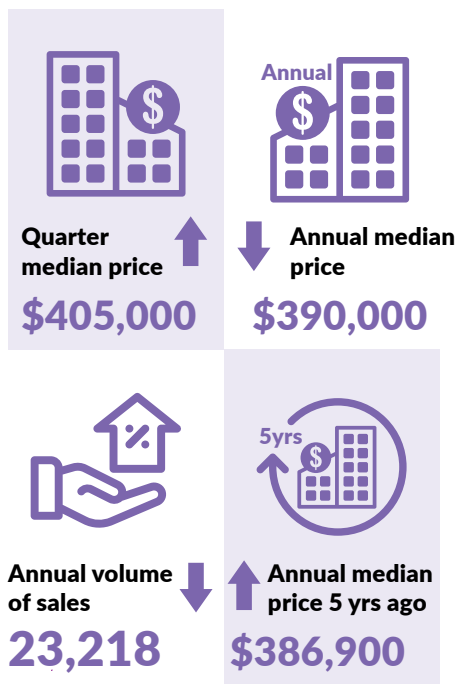 $
Annual
$
Quarter
median price
$405,000
Annual median
price
$390,000
%
5yrs
$
Annual volume
of sales
23,218
Annual median
price 5 yrs ago
$386,900